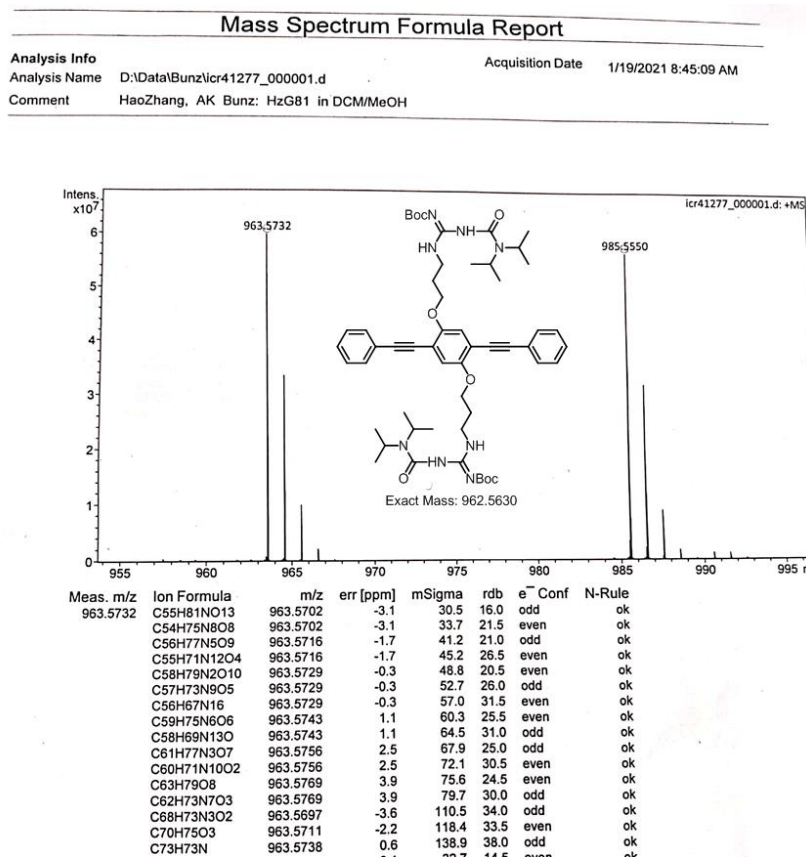 Mass Spectrum Formula Report
Analysis Info
Acquisition Date 1/19/2021 8:45:09 AM
Analysis Name D:\Data\Bunz\icr41277_000001.d
Comment HaoZhang, AK Bunz: HzG81 in DCM/MeOH
Intens.
x10^7
icr41277_000001.d: +MS
963.5732
985.5550
6
5
4
3
2
1
0
BocN
O
NH
HN
N
O
O
N
NH
O
HN
NBoc
Exact Mass: 962.5630
955 960 965 970 975 980 985 990 995
Meas. m/z Ion Formula m/z err [ppm] mSigma rdb e⁻ Conf N-Rule
963.5732 C55H81NO13 963.5702 -3.1 30.5 16.0 odd ok
C54H75N8O8 963.5702 -3.1 33.7 21.5 even ok
C56H77N5O9 963.5716 -1.7 41.2 21.0 odd ok
C55H71N12O4 963.5716 -1.7 45.2 26.5 even ok
C58H79N2O10 963.5729 -0.3 48.8 20.5 even ok
C57H73N9O5 963.5729 -0.3 52.7 26.0 odd ok
C56H67N16 963.5729 -0.3 57.0 31.5 even ok
C59H75N6O6 963.5743 1.1 60.3 25.5 even ok
C58H69N13O 963.5743 1.1 64.5 31.0 odd ok
C61H77N3O7 963.5756 2.5 67.9 25.0 odd ok
C60H71N10O2 963.5756 2.5 72.1 30.5 even ok
C63H79O8 963.5769 3.9 75.6 24.5 even ok
C62H73N7O3 963.5769 3.9 79.7 30.0 odd ok
C68H73N3O2 963.5697 -3.6 110.5 34.0 odd ok
C70H75O3 963.5711 -2.2 118.4 33.5 even ok
C73H73N 963.5738 0.6 138.9 38.0 odd ok
14.5 even ok